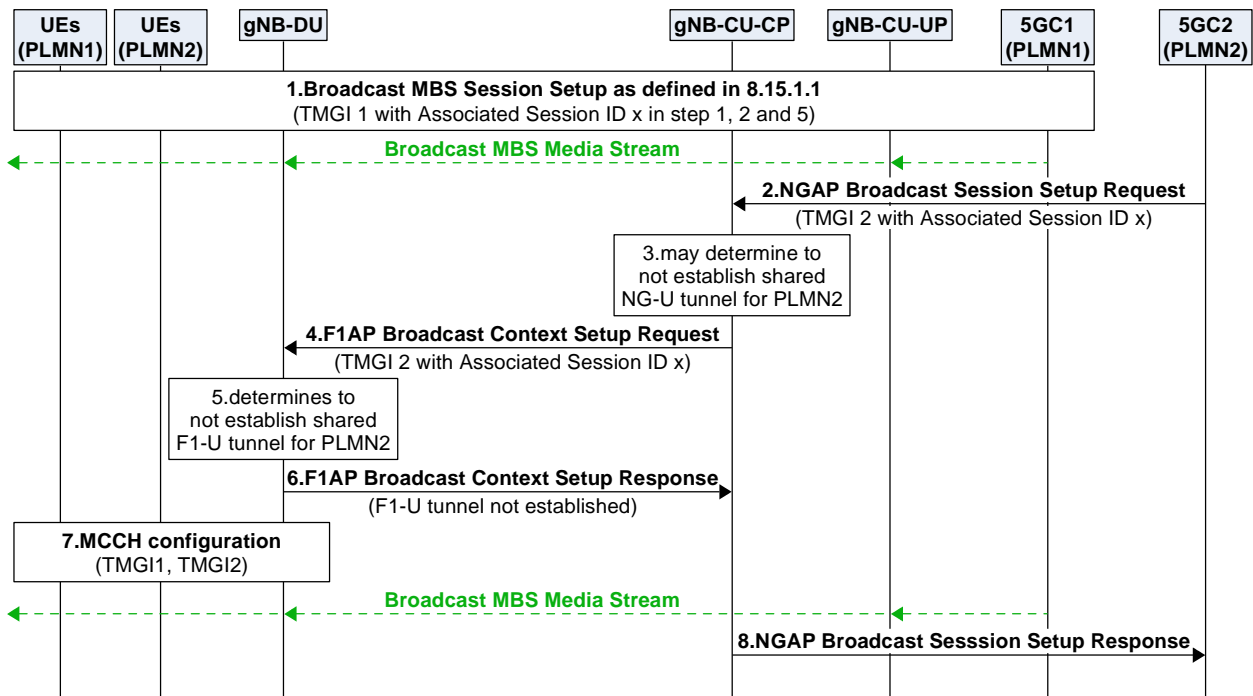 UEs
(PLMN1)
UEs
(PLMN2)
gNB-DU
gNB-CU-CP
gNB-CU-UP
5GC1
(PLMN1)
5GC2
(PLMN2)
1.Broadcast MBS Session Setup as defined in 8.15.1.1
(TMGI 1 with Associated Session ID x in step 1, 2 and 5)
Broadcast MBS Media Stream
2.NGAP Broadcast Session Setup Request
(TMGI 2 with Associated Session ID x)
3.may determine to
not establish shared
NG-U tunnel for PLMN2
4.F1AP Broadcast Context Setup Request
(TMGI 2 with Associated Session ID x)
5.determines to
not establish shared
F1-U tunnel for PLMN2
6.F1AP Broadcast Context Setup Response
(F1-U tunnel not established)
7.MCCH configuration
(TMGI1, TMGI2)
Broadcast MBS Media Stream
8.NGAP Broadcast Sesssion Setup Response